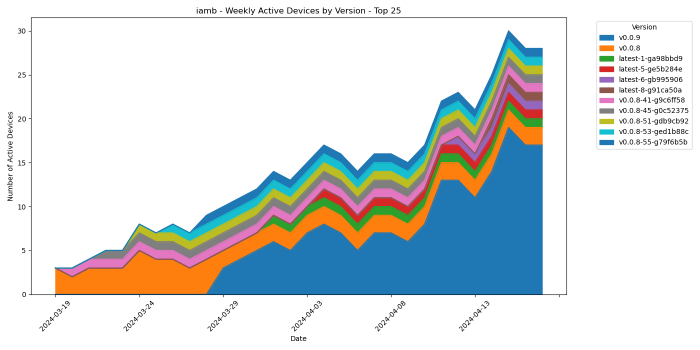 iamb - Weekly Active Devices by Version - Top 25
Number of Active Devices
30
25
20
15
10
5
0
2024-03-19
2024-03-24
2024-03-29
2024-04-03
2024-04-08
2024-04-13
Date
Version
v0.0.9
v0.0.8
latest-1-ga98bbd9
latest-5-ge5b284e
latest-6-gb995906
latest-8-g91ca50a
v0.0.8-41-g9c6ff58
v0.0.8-45-g0c52375
v0.0.8-51-gdb9cb92
v0.0.8-53-ged1b88c
v0.0.8-55-g79f6b5b